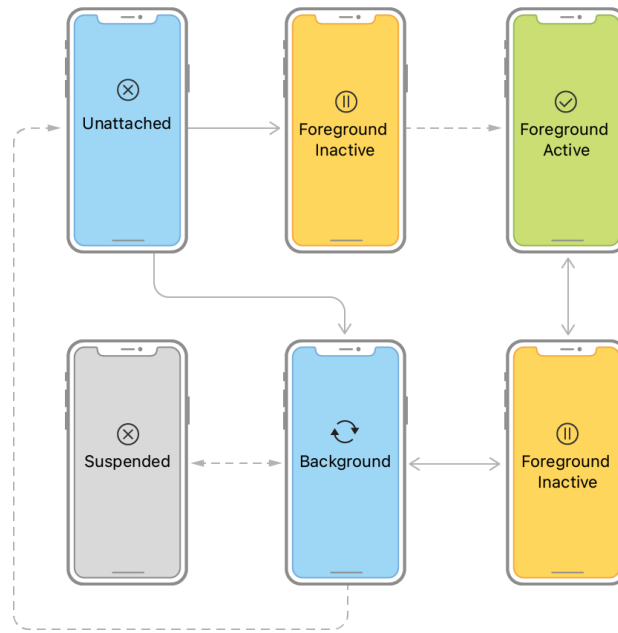 Unattached
Foreground
Inactive
Foreground
Active
Suspended
Background
Foreground
Inactive